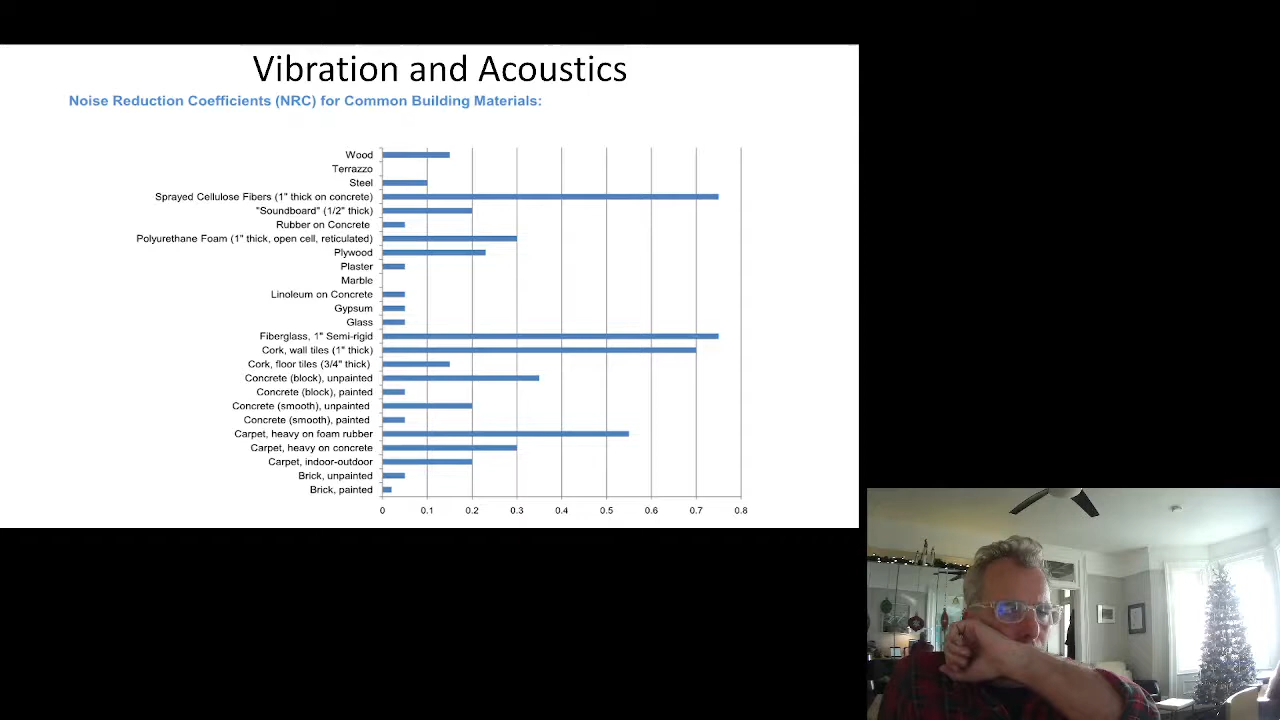 Vibration and Acoustics
Noise Reduction Coefficients (NRC) for Common Building Materials:
Wood
Terrazzo
Steel
Sprayed Cellulose Fibers (1" thick on concrete)
"Soundboard" (1/2" thick)
Rubber on Concrete
Polyurethane Foam (1" thick, open cell, reticulated)
Plywood
Plaster
Marble
Linoleum on Concrete
Gypsum
Glass
Fiberglass, 1" Semi-rigid
Cork, wall tiles (1" thick)
Cork, floor tiles (3/4" thick)
Concrete (block), unpainted
Concrete (block), painted
Concrete (smooth), unpainted
Concrete (smooth), painted
Carpet, heavy on foam rubber
Carpet, heavy on concrete
Carpet, indoor-outdoor
Brick, unpainted
Brick, painted
0 0.1 0.2 0.3 0.4 0.5 0.6 0.7 0.8